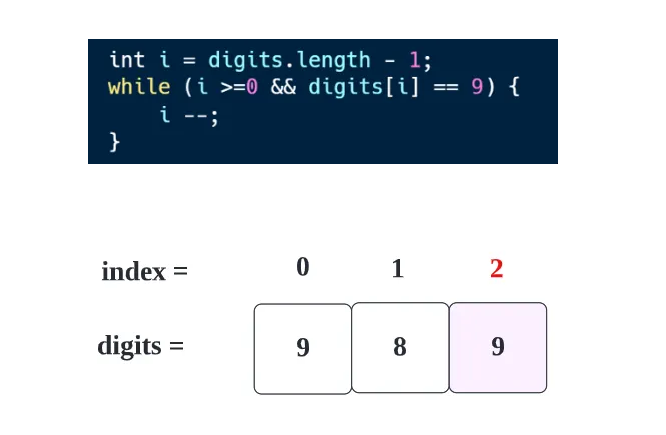 int i = digits.length - 1;
while (i >=0 && digits[i] == 9) {
    i --;
}
index = 0 1 2
digits = 9 8 9